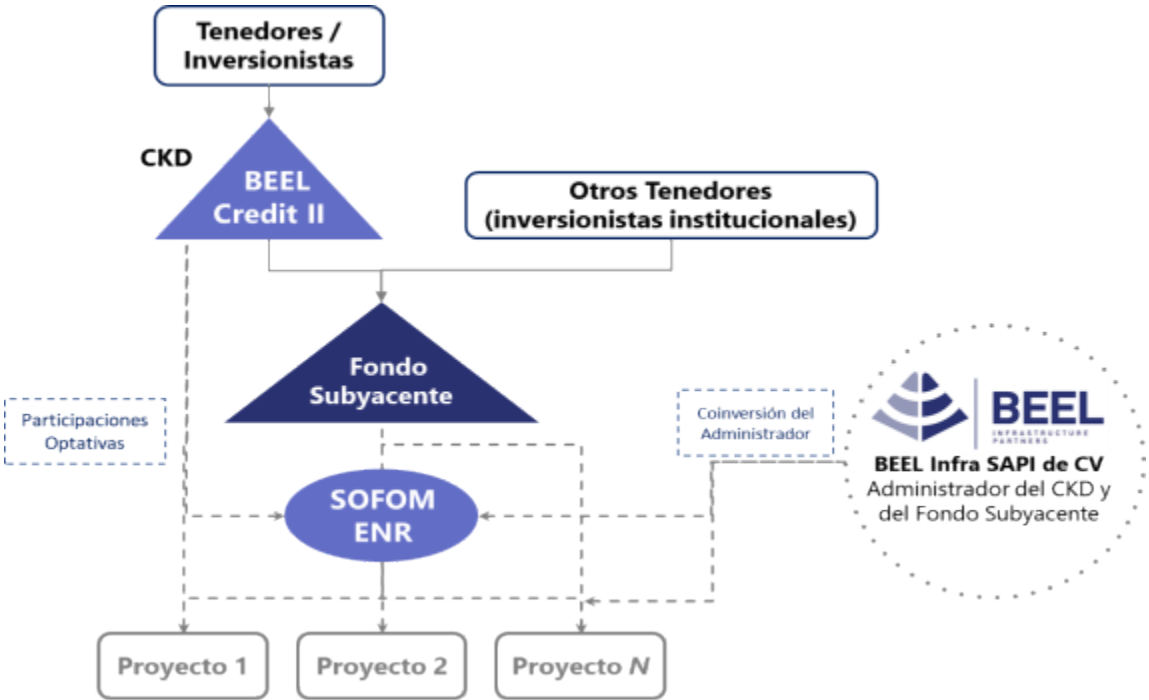 Tenedores /
Inversionistas
CKD
BEEL
Credit II
Otros Tenedores
(inversionistas institucionales)
Fondo
Subyacente
Participaciones
Optativas
Coinversión del
Administrador
BEEL
INFRASTRUCTURE
PARTNERS
BEEL Infra SAPI de CV
Administrador del CKD y
del Fondo Subyacente
SOFOM
ENR
Proyecto 1
Proyecto 2
Proyecto N